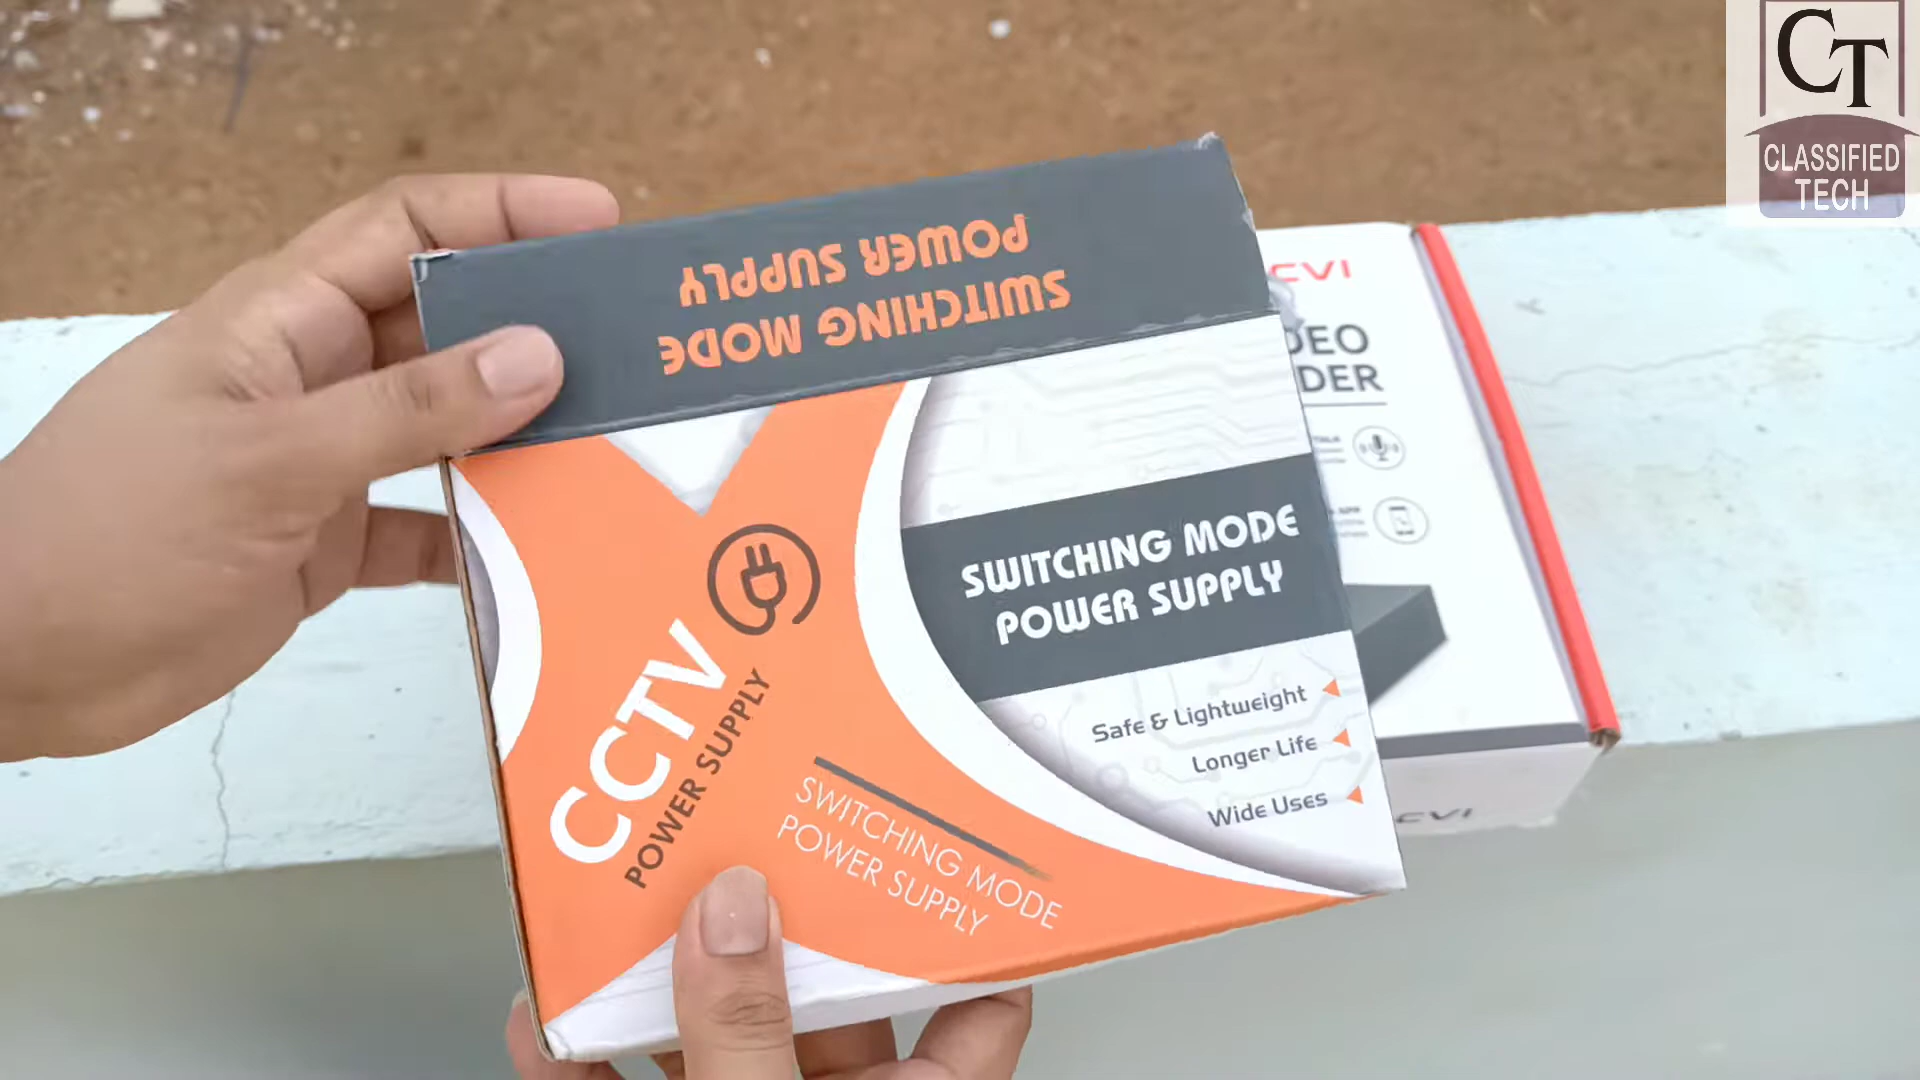 CT
CLASSIFIED
TECH
SWITCHING MODE
POWER SUPPLY
CCTV
POWER SUPPLY
SWITCHING MODE
POWER SUPPLY
SWITCHING MODE
POWER SUPPLY
Safe & Lightweight
Longer Life
Wide Uses
CVI
DEO
DER
CVI